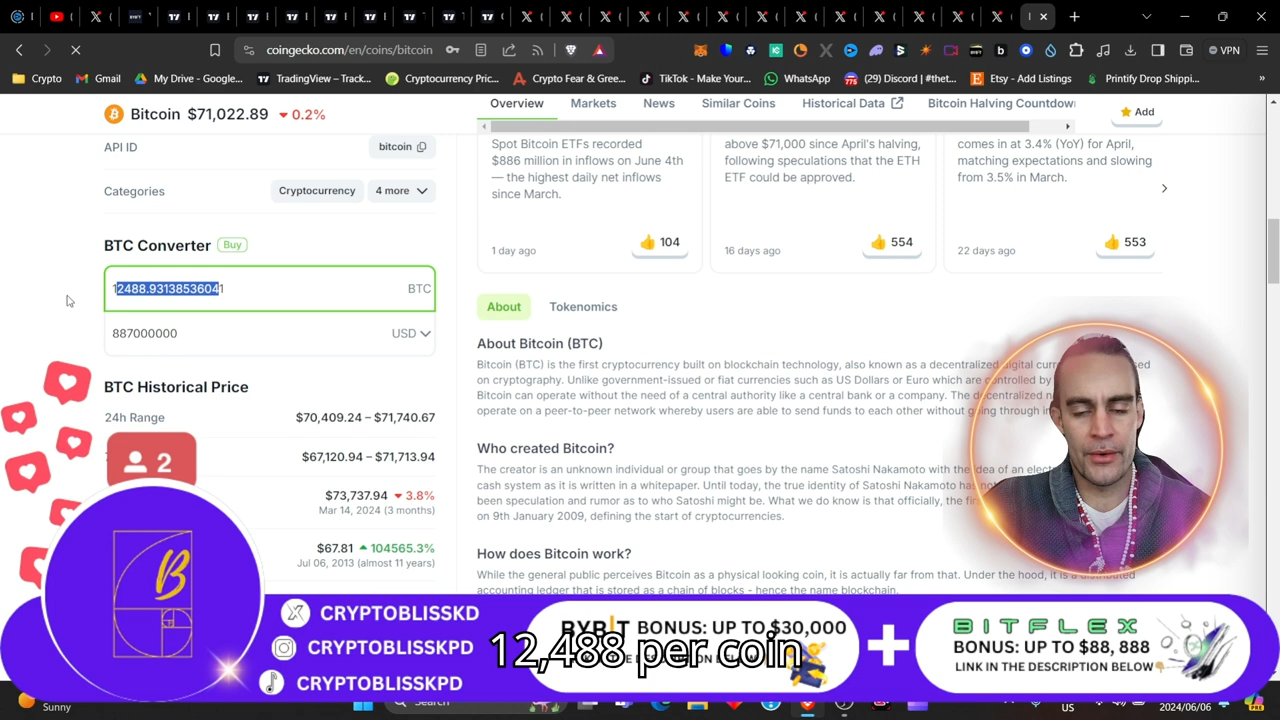 coingecko.com/en/coins/bitcoin
VPN
Crypto
Gmail
My Drive - Google...
TradingView – Track...
Cryptocurrency Pric...
Crypto Fear & Gree...
TikTok - Make Your...
WhatsApp
(29) Discord | #thet...
Etsy - Add Listings
Printify Drop Shippi...
Bitcoin $71,022.89 0.2%
Overview
Markets
News
Similar Coins
Historical Data
Bitcoin Halving Countdow
Add
API ID
bitcoin
Categories
Cryptocurrency
4 more
BTC Converter
Buy
12488.93138536041
BTC
887000000
USD
BTC Historical Price
24h Range
$70,409.24 – $71,740.67
$67,120.94 – $71,713.94
$73,737.94 3.8%
Mar 14, 2024 (3 months)
$67.81 104565.3%
Jul 06, 2013 (almost 11 years)
Spot Bitcoin ETFs recorded
$886 million in inflows on June 4th
— the highest daily net inflows
since March.
1 day ago
104
above $71,000 since April's halving,
following speculations that the ETH
ETF could be approved.
16 days ago
554
comes in at 3.4% (YoY) for April,
matching expectations and slowing
from 3.5% in March.
22 days ago
553
About
Tokenomics
About Bitcoin (BTC)
Bitcoin (BTC) is the first cryptocurrency built on blockchain technology, also known as a decentralized digital curr
on cryptography. Unlike government-issued or fiat currencies such as US Dollars or Euro which are controlled by
Bitcoin can operate without the need of a central authority like a central bank or a company. The decentralized n
operate on a peer-to-peer network whereby users are able to send funds to each other without going through in
Who created Bitcoin?
The creator is an unknown individual or group that goes by the name Satoshi Nakamoto with the idea of an elect
cash system as it is written in a whitepaper. Until today, the true identity of Satoshi Nakamoto has not
been speculation and rumor as to who Satoshi might be. What we do know is that officially, the fir
on 9th January 2009, defining the start of cryptocurrencies.
How does Bitcoin work?
While the general public perceives Bitcoin as a physical looking coin, it is actually far from that. Under the hood, it is a distributed
accounting ledger that is stored as a chain of blocks - hence the name blockchain.
2
B
CRYPTOBLISSKD
CRYPTOBLISSKPD
CRYPTOBLISSKPD
BYBIT BONUS: UP TO $30,000
THE DESCRIPTION BELOW
12,488 per coin
BITFLEX
BONUS: UP TO $88, 888
LINK IN THE DESCRIPTION BELOW
Sunny
Search
US
2024/06/06